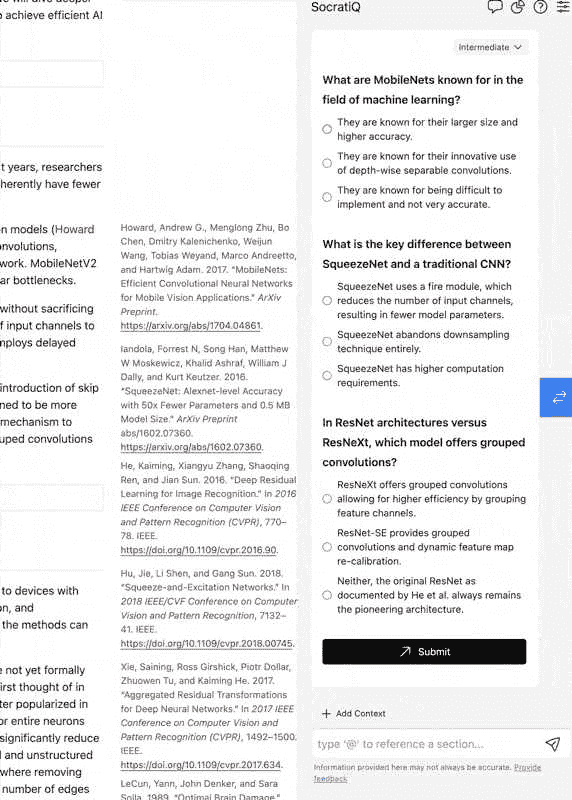 o achieve efficient AI
t years, researchers
herently have fewer
n models (Howard
onvolutions,
work. MobileNetV2
ar bottlenecks.
without sacrificing
f input channels to
mploys delayed
introduction of skip
ned to be more
mechanism to
uped convolutions
to devices with
on, and
the methods can
e not yet formally
irst thought of in
ter popularized in
or entire neurons
significantly reduce
d and unstructured
where removing
number of edges
Howard, Andrew G., Menglong Zhu, Bo
Chen, Dmitry Kalenichenko, Weijun
Wang, Tobias Weyand, Marco Andreetto,
and Hartwig Adam. 2017. “MobileNets:
Efficient Convolutional Neural Networks
for Mobile Vision Applications.” ArXiv
Preprint.
https://arxiv.org/abs/1704.04861.
Iandola, Forrest N, Song Han, Matthew
W Moskewicz, Khalid Ashraf, William J
Dally, and Kurt Keutzer. 2016.
“SqueezeNet: Alexnet-level Accuracy
with 50x Fewer Parameters and 0.5 MB
Model Size.” ArXiv Preprint
abs/1602.07360.
https://arxiv.org/abs/1602.07360.
He, Kaiming, Xiangyu Zhang, Shaoqing
Ren, and Jian Sun. 2016. “Deep Residual
Learning for Image Recognition.” In 2016
IEEE Conference on Computer Vision
and Pattern Recognition (CVPR), 770–
78. IEEE.
https://doi.org/10.1109/cvpr.2016.90.
Hu, Jie, Li Shen, and Gang Sun. 2018.
“Squeeze-and-Excitation Networks.” In
2018 IEEE/CVF Conference on Computer
Vision and Pattern Recognition, 7132–
41. IEEE.
https://doi.org/10.1109/cvpr.2018.00745.
Xie, Saining, Ross Girshick, Piotr Dollar,
Zhuowen Tu, and Kaiming He. 2017.
“Aggregated Residual Transformations
for Deep Neural Networks.” In 2017 IEEE
Conference on Computer Vision and
Pattern Recognition (CVPR), 1492–1500.
IEEE.
https://doi.org/10.1109/cvpr.2017.634.
LeCun, Yann, John Denker, and Sara
Solla. 1989. “Optimal Brain Damage.”
SocratiQ
Intermediate
What are MobileNets known for in the
field of machine learning?
They are known for their larger size and
higher accuracy.
They are known for their innovative use
of depth-wise separable convolutions.
They are known for being difficult to
implement and not very accurate.
What is the key difference between
SqueezeNet and a traditional CNN?
SqueezeNet uses a fire module, which
reduces the number of input channels,
resulting in fewer model parameters.
SqueezeNet abandons downsampling
technique entirely.
SqueezeNet has higher computation
requirements.
In ResNet architectures versus
ResNeXt, which model offers grouped
convolutions?
ResNeXt offers grouped convolutions
allowing for higher efficiency by grouping
feature channels.
ResNet-SE provides grouped
convolutions and dynamic feature map
re-calibration.
Neither, the original ResNet as
documented by He et al. always remains
the pioneering architecture.
Submit
Add Context
type '@' to reference a section...
Information provided here may not always be accurate. Provide
feedback